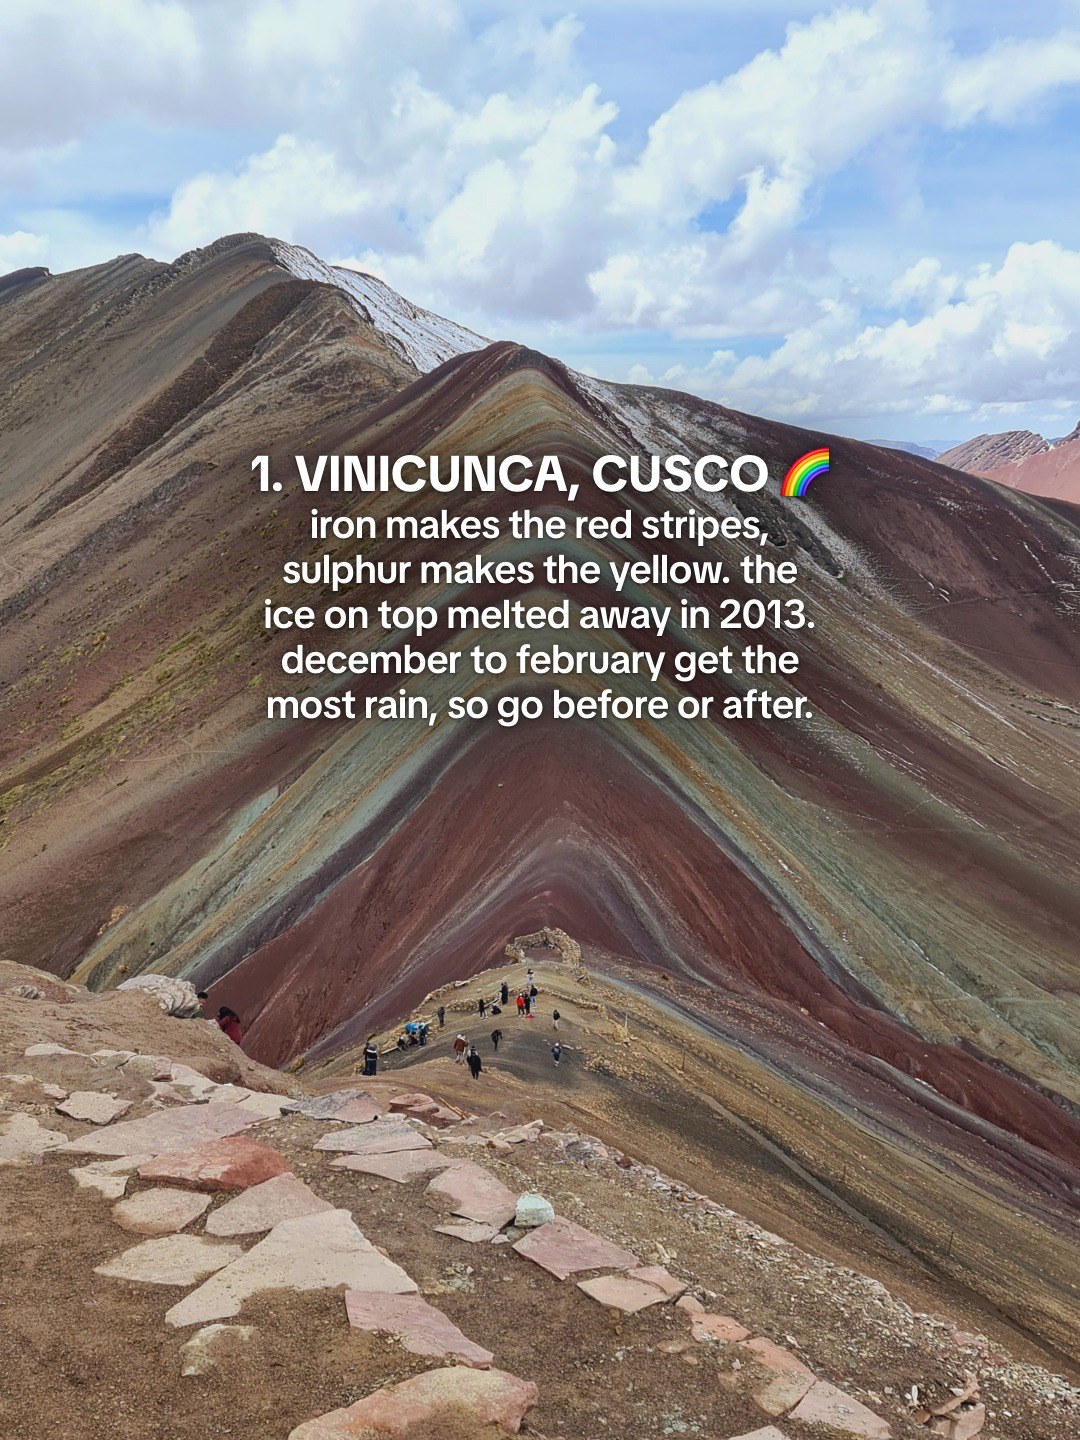 1. VINICUNCA, CUSCO 🌈
iron makes the red stripes,
sulphur makes the yellow. the
ice on top melted away in 2013.
december to february get the
most rain, so go before or after.